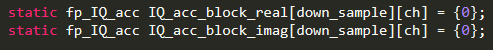 static fp_IQ_acc IQ_acc_block_real[down_sample][ch] = {0};
static fp_IQ_acc IQ_acc_block_imag[down_sample][ch] = {0};